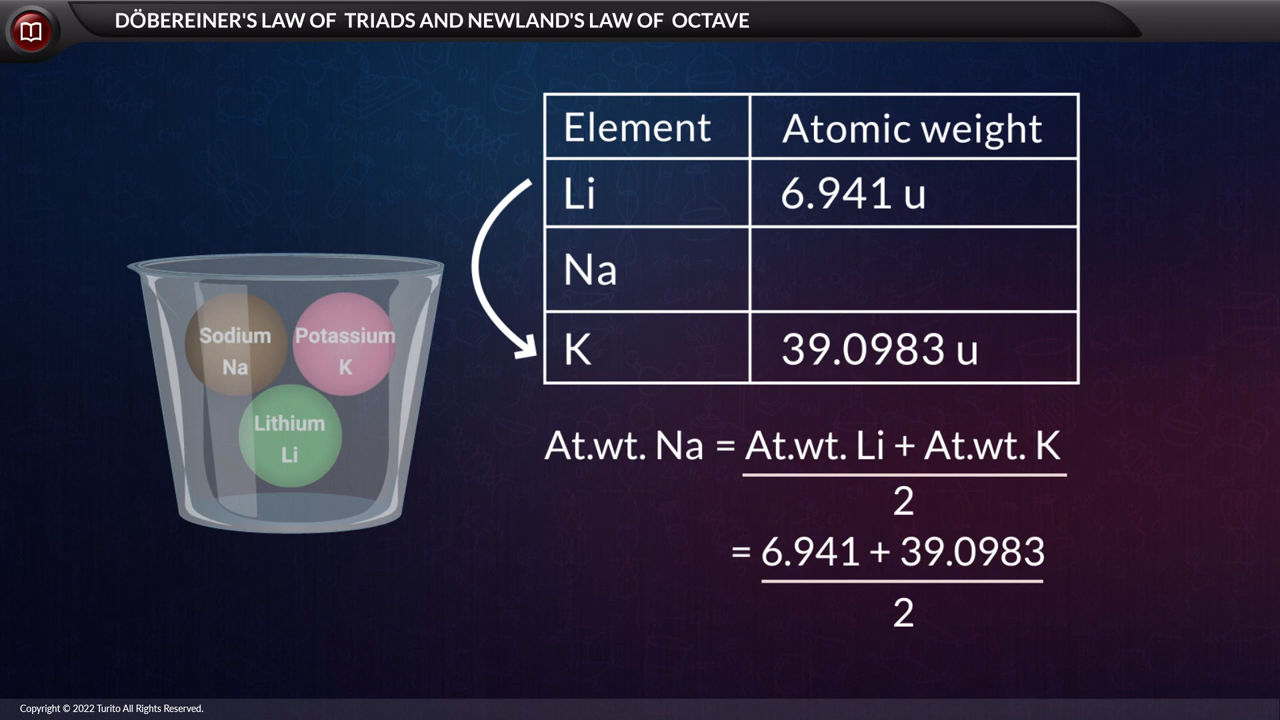 DÖBEREINER'S LAW OF TRIADS AND NEWLAND'S LAW OF OCTAVE
Element Atomic weight
Li 6.941 u
Na
K 39.0983 u
Sodium
Na
Potassium
K
Lithium
Li
At.wt. Na = At.wt. Li + At.wt. K
2
= 6.941 + 39.0983
2
Copyright © 2022 Turito All Rights Reserved.